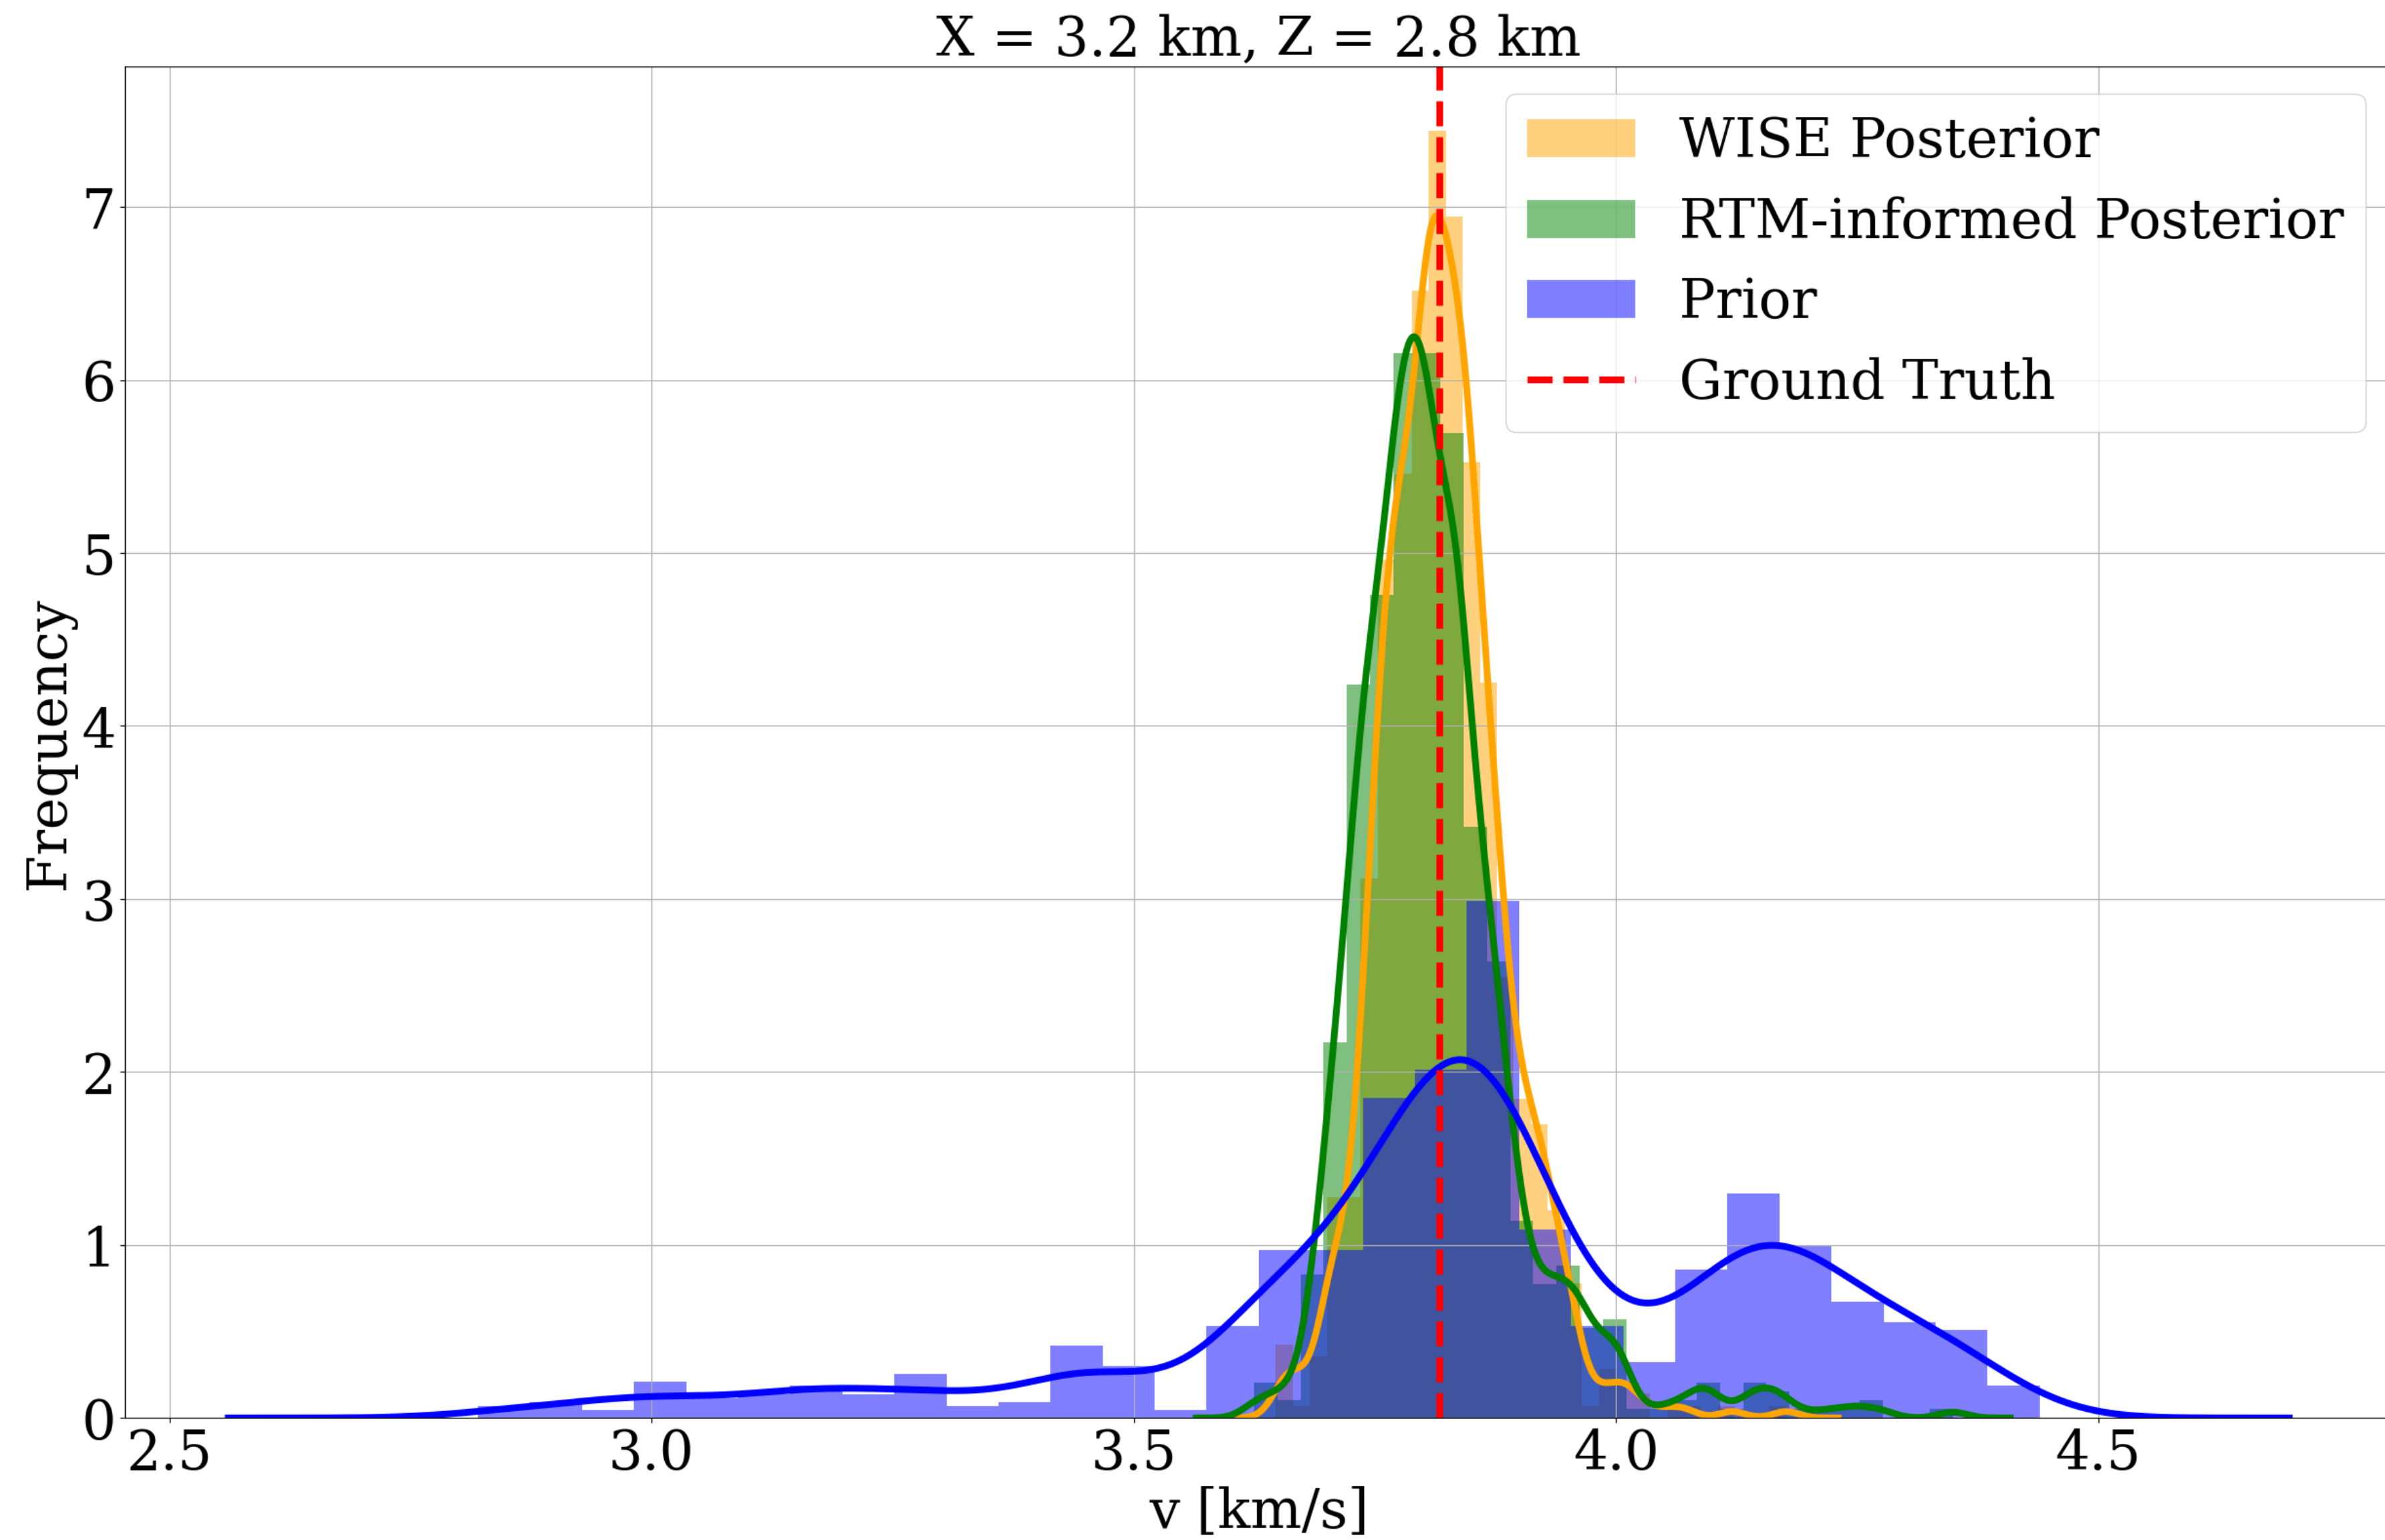 X = 3.2 km, Z = 2.8 km
WISE Posterior
RTM-informed Posterior
Prior
Ground Truth
Frequency
7
6
5
4
3
2
1
0
2.5 3.0 3.5 4.0 4.5
v [km/s]